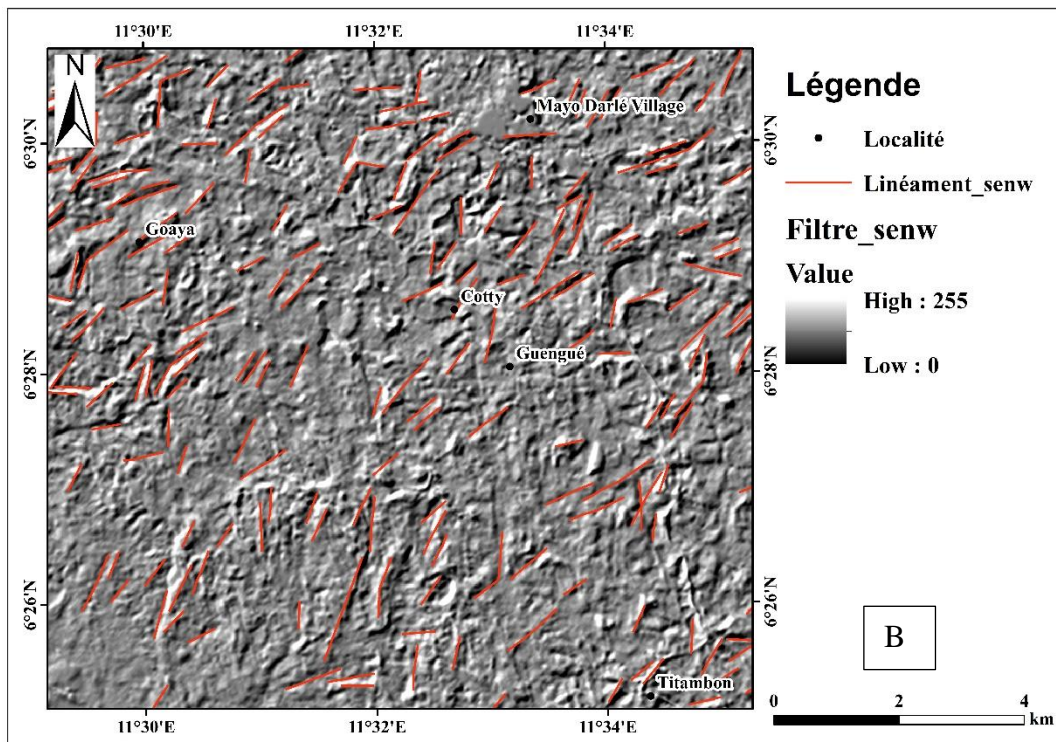 11°30'E 11°32'E 11°34'E
N
6°30'N
6°28'N
6°26'N
Mayo Darlé Village
Goaya
Cotty
Guengué
Titambon
6°30'N
6°28'N
6°26'N
11°30'E 11°32'E 11°34'E
Légende
Localité
Linéament_senw
Filtre_senw
Value
High : 255
Low : 0
B
0 2 4
km